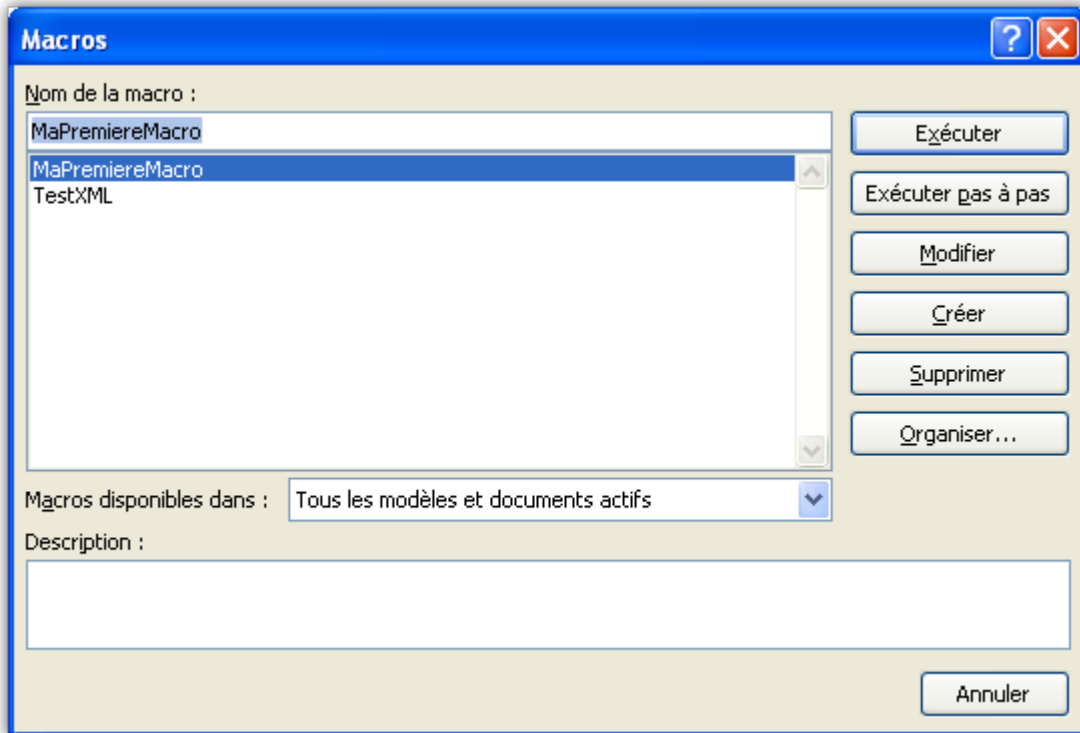 Macros
Nom de la macro :
MaPremiereMacro
MaPremiereMacro
TestXML
Exécuter
Exécuter pas à pas
Modifier
Créer
Supprimer
Organiser...
Macros disponibles dans :
Tous les modèles et documents actifs
Description :
Annuler